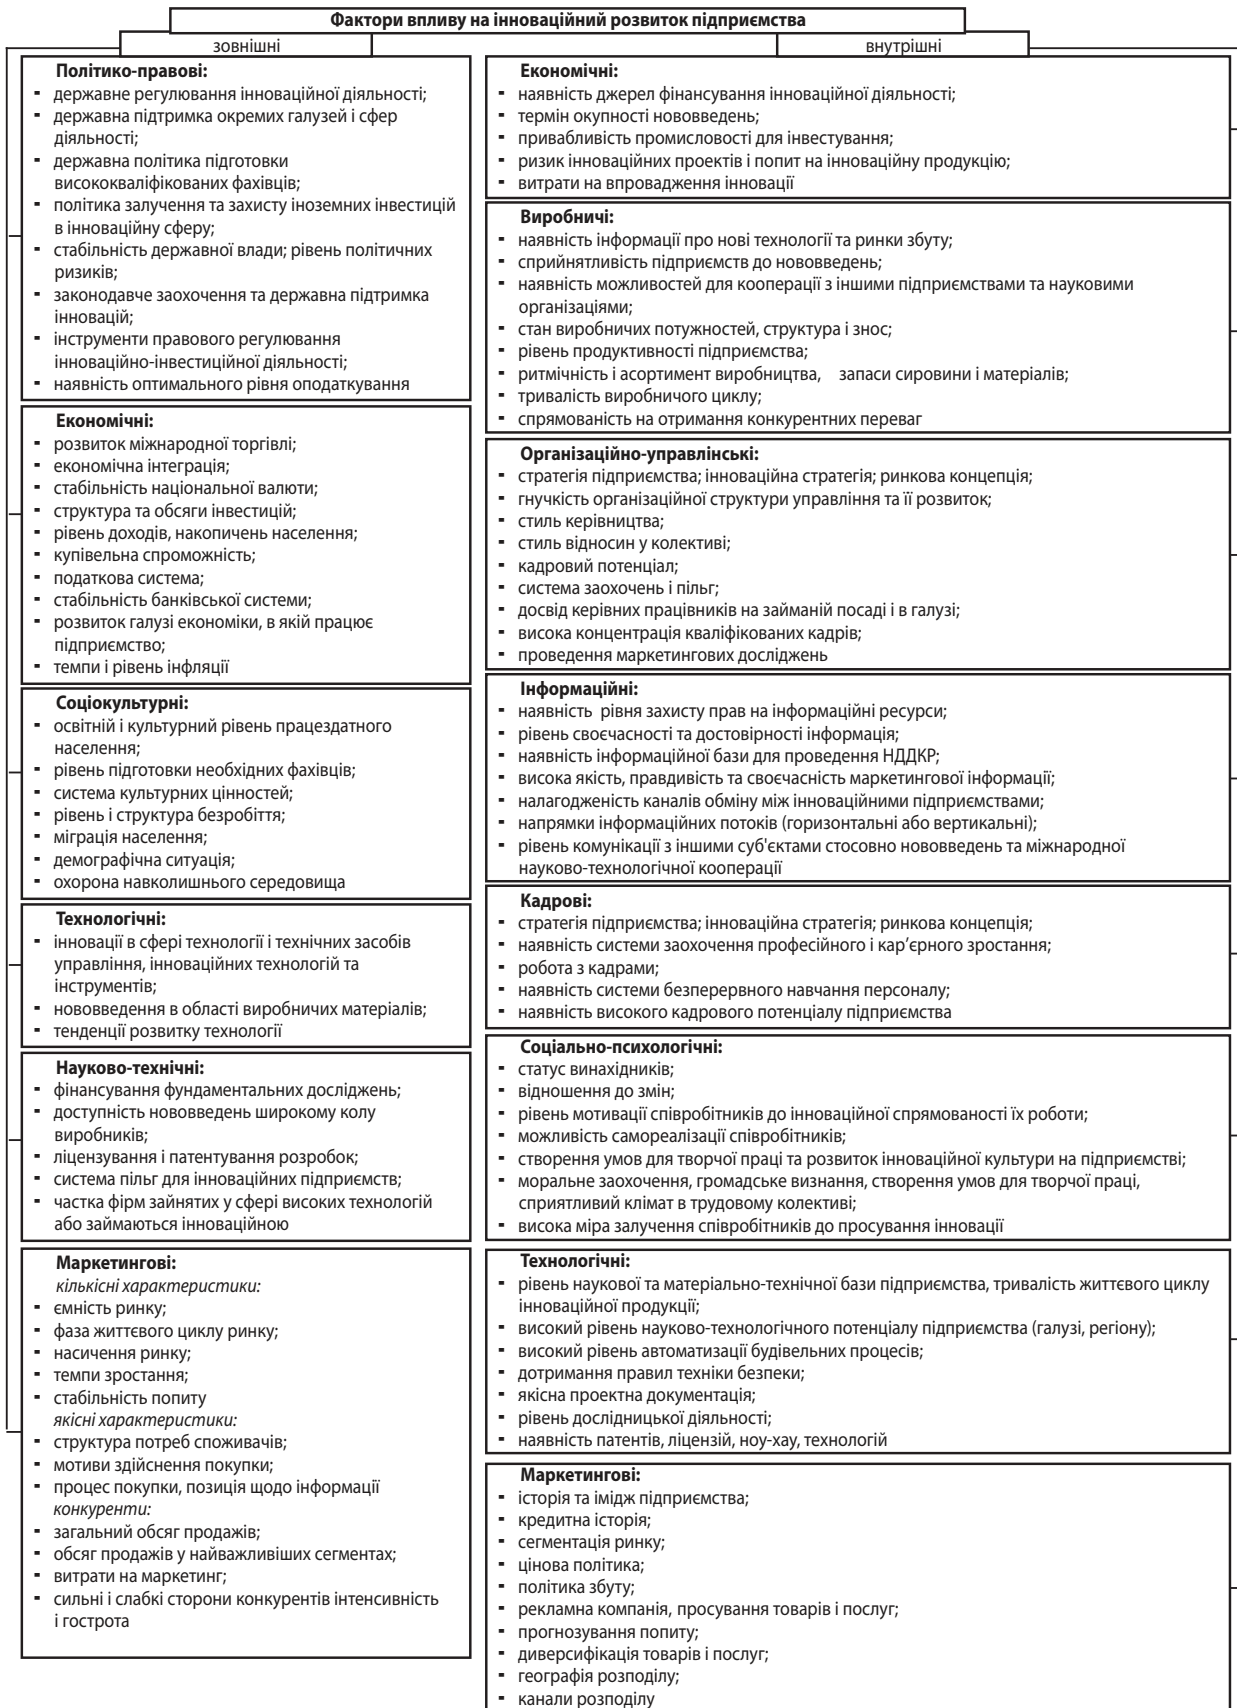 Фактори впливу на інноваційний розвиток підприємства
зовнішні
внутрішні
Політико-правові:
- державне регулювання інноваційної діяльності;
- державна підтримка окремих галузей і сфер
діяльності;
- державна політика підготовки
висококваліфікованих фахівців;
- політика залучення та захисту іноземних інвестицій
в інноваційну сферу;
- стабільність державної влади; рівень політичних
ризиків;
- законодавче заохочення та державна підтримка
інновацій;
- інструменти правового регулювання
інноваційно-інвестиційної діяльності;
- наявність оптимального рівня оподаткування
Економічні:
- розвиток міжнародної торгівлі;
- економічна інтеграція;
- стабільність національної валюти;
- структура та обсяги інвестицій;
- рівень доходів, накопичень населення;
- купівельна спроможність;
- податкова система;
- стабільність банківської системи;
- розвиток галузі економіки, в якій працює
підприємство;
- темпи і рівень інфляції
Соціокультурні:
- освітній і культурний рівень працездатного
населення;
- рівень підготовки необхідних фахівців;
- система культурних цінностей;
- рівень і структура безробіття;
- міграція населення;
- демографічна ситуація;
- охорона навколишнього середовища
Технологічні:
- інновації в сфері технології і технічних засобів
управління, інноваційних технологій та
інструментів;
- нововведення в області виробничих матеріалів;
- тенденції розвитку технології
Науково-технічні:
- фінансування фундаментальних досліджень;
- доступність нововведень широкому колу
виробників;
- ліцензування і патентування розробок;
- система пільг для інноваційних підприємств;
- частка фірм зайнятих у сфері високих технологій
або займаються інноваційною
Маркетингові:
кількісні характеристики:
- ємність ринку;
- фаза життєвого циклу ринку;
- насичення ринку;
- темпи зростання;
- стабільність попиту
якісні характеристики:
- структура потреб споживачів;
- мотиви здійснення покупки;
- процес покупки, позиція щодо інформації
конкуренти:
- загальний обсяг продажів;
- обсяг продажів у найважливіших сегментах;
- витрати на маркетинг;
- сильні і слабкі сторони конкурентів інтенсивність
і гострота
Економічні:
- наявність джерел фінансування інноваційної діяльності;
- термін окупності нововведень;
- привабливість промисловості для інвестування;
- ризик інноваційних проектів і попит на інноваційну продукцію;
- витрати на впровадження інновації
Виробничі:
- наявність інформації про нові технології та ринки збуту;
- сприйнятливість підприємств до нововведень;
- наявність можливостей для кооперації з іншими підприємствами та науковими
організаціями;
- стан виробничих потужностей, структура і знос;
- рівень продуктивності підприємства;
- ритмічність і асортимент виробництва, запаси сировини і матеріалів;
- тривалість виробничого циклу;
- спрямованість на отримання конкурентних переваг
Організаційно-управлінські:
- стратегія підприємства; інноваційна стратегія; ринкова концепція;
- гнучкість організаційної структури управління та її розвиток;
- стиль керівництва;
- стиль відносин у колективі;
- кадровий потенціал;
- система заохочень і пільг;
- досвід керівних працівників на займаній посаді і в галузі;
- висока концентрація кваліфікованих кадрів;
- проведення маркетингових досліджень
Інформаційні:
- наявність рівня захисту прав на інформаційні ресурси;
- рівень своєчасності та достовірності інформація;
- наявність інформаційної бази для проведення НДДКР;
- висока якість, правдивість та своєчасність маркетингової інформації;
- налагодженість каналів обміну між інноваційними підприємствами;
- напрямки інформаційних потоків (горизонтальні або вертикальні);
- рівень комунікації з іншими суб'єктами стосовно нововведень та міжнародної
науково-технологічної кооперації
Кадрові:
- стратегія підприємства; інноваційна стратегія; ринкова концепція;
- наявність системи заохочення професійного і кар’єрного зростання;
- робота з кадрами;
- наявність системи безперервного навчання персоналу;
- наявність високого кадрового потенціалу підприємства
Соціально-психологічні:
- статус винахідників;
- відношення до змін;
- рівень мотивації співробітників до інноваційної спрямованості їх роботи;
- можливість самореалізації співробітників;
- створення умов для творчої праці та розвиток інноваційної культури на підприємстві;
- моральне заохочення, громадське визнання, створення умов для творчої праці,
сприятливий клімат в трудовому колективі;
- висока міра залучення співробітників до просування інновації
Технологічні:
- рівень наукової та матеріально-технічної бази підприємства, тривалість життєвого циклу
інноваційної продукції;
- високий рівень науково-технологічного потенціалу підприємства (галузі, регіону);
- високий рівень автоматизації будівельних процесів;
- дотримання правил техніки безпеки;
- якісна проектна документація;
- рівень дослідницької діяльності;
- наявність патентів, ліцензій, ноу-хау, технологій
Маркетингові:
- історія та імідж підприємства;
- кредитна історія;
- сегментація ринку;
- цінова політика;
- політика збуту;
- рекламна компанія, просування товарів і послуг;
- прогнозування попиту;
- диверсифікація товарів і послуг;
- географія розподілу;
- канали розподілу